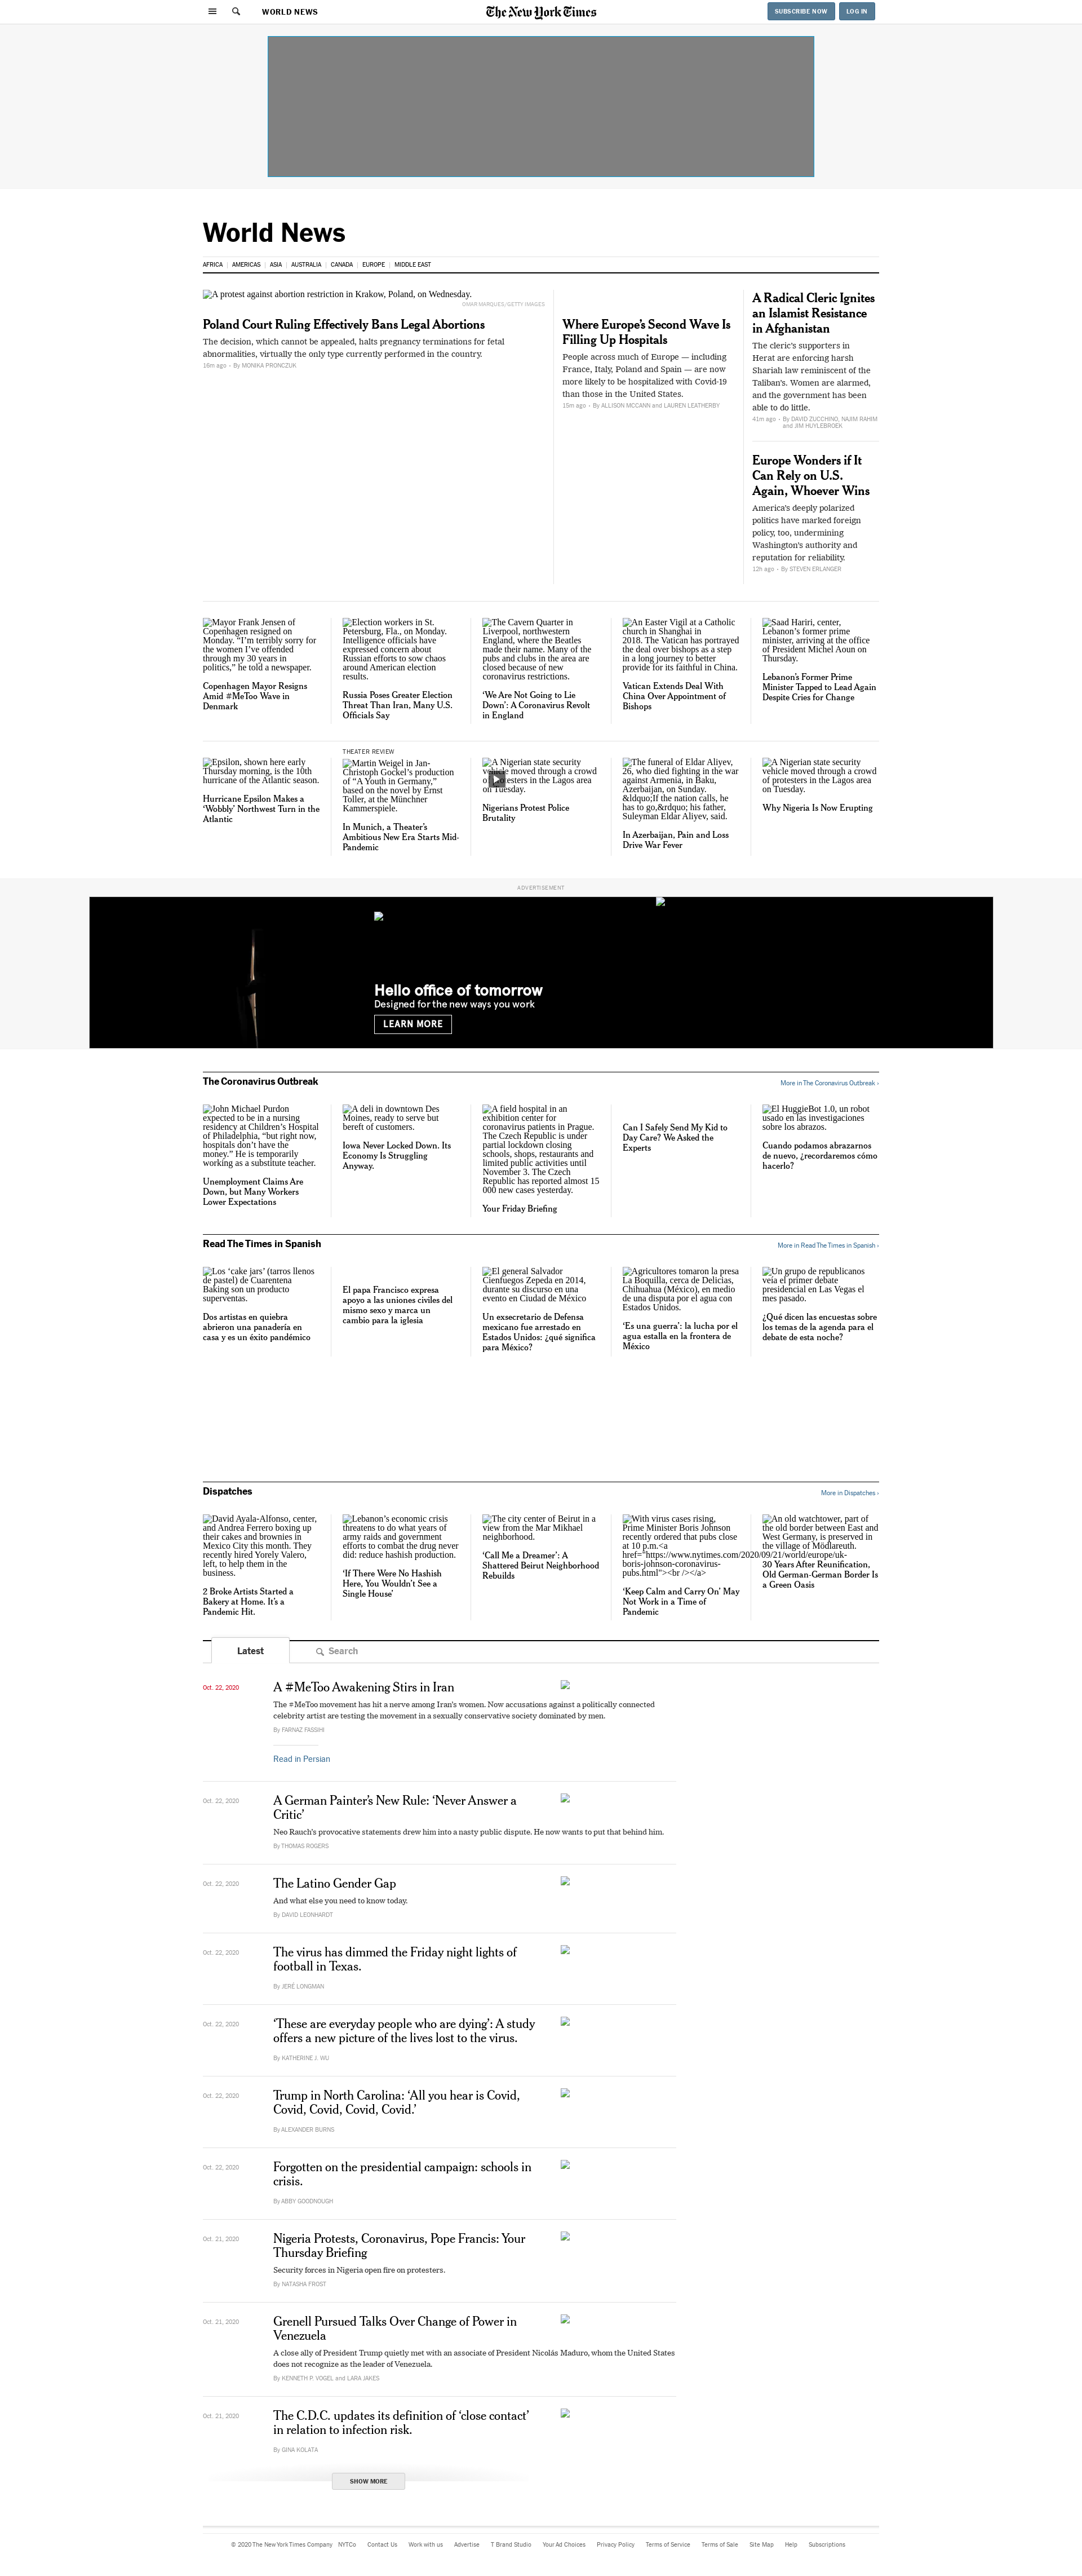 WORLD NEWS
The New York Times
SUBSCRIBE NOW
LOG IN
World News
AFRICA | AMERICAS | ASIA | AUSTRALIA | CANADA | EUROPE | MIDDLE EAST
A protest against abortion restriction in Krakow, Poland, on Wednesday.
OMAR MARQUES/GETTY IMAGES
Poland Court Ruling Effectively Bans Legal Abortions
The decision, which cannot be appealed, halts pregnancy terminations for fetal
abnormalities, virtually the only type currently performed in the country.
16m ago - By MONIKA PRONCZUK
Where Europe's Second Wave Is
Filling Up Hospitals
People across much of Europe — including
France, Italy, Poland and Spain — are now
more likely to be hospitalized with Covid-19
than those in the United States.
15m ago - By ALLISON MCCANN and LAUREN LEATHERBY
A Radical Cleric Ignites
an Islamist Resistance
in Afghanistan
The cleric's supporters in
Herat are enforcing harsh
Shariah law reminiscent of the
Taliban's. Women are alarmed,
and the government has been
able to do little.
41m ago - By DAVID ZUCCHINO, NAJIM RAHIM
and JIM HUYLEBROEK
Europe Wonders if It
Can Rely on U.S.
Again, Whoever Wins
America's deeply polarized
politics have marked foreign
policy, too, undermining
Washington's authority and
reputation for reliability.
12h ago - By STEVEN ERLANGER
Mayor Frank Jensen of
Copenhagen resigned on
Monday. “I'm terribly sorry for
the women I've offended
through my 30 years in
politics,” he told a newspaper.
Copenhagen Mayor Resigns
Amid #MeToo Wave in
Denmark
Election workers in St.
Petersburg, Fla., on Monday.
Intelligence officials have
expressed concern about
Russian efforts to sow chaos
around American election
results.
Russia Poses Greater Election
Threat Than Iran, Many U.S.
Officials Say
The Cavern Quarter in
Liverpool, northwestern
England, where the Beatles
made their name. Many of the
pubs and clubs in the area are
closed because of new
coronavirus restrictions.
‘We Are Not Going to Lie
Down’: A Coronavirus Revolt
in England
An Easter Vigil at a Catholic
church in Shanghai in
2018. The Vatican has portrayed
the deal over bishops as a step
in a long journey to better
provide for its faithful in China.
Vatican Extends Deal With
China Over Appointment of
Bishops
Saad Hariri, center,
Lebanon's former prime
minister, arriving at the office
of President Michel Aoun on
Thursday.
Lebanon's Former Prime
Minister Tapped to Lead Again
Despite Cries for Change
Epsilon, shown here early
Thursday morning, is the 10th
hurricane of the Atlantic season.
Hurricane Epsilon Makes a
‘Wobbly’ Northwest Turn in the
Atlantic
THEATER REVIEW
Martin Weigel in Jan-
Christoph Gockel's production
of “A Youth in Germany,”
based on the novel by Ernst
Toller, at the Münchner
Kammerspiele.
In Munich, a Theater's
Ambitious New Era Starts Mid-
Pandemic
A Nigerian state security
vehicle moved through a crowd
of protesters in the Lagos area
on Tuesday.
Nigerians Protest Police
Brutality
The funeral of Eldar Aliyev,
26, who died fighting in the war
against Armenia, in Baku,
Azerbaijan, on Sunday.
&ldquo;If the nation calls, he
has to go,&rdquo; his father,
Suleyman Eldar Aliyev, said.
In Azerbaijan, Pain and Loss
Drive War Fever
A Nigerian state security
vehicle moved through a crowd
of protesters in the Lagos area
on Tuesday.
Why Nigeria Is Now Erupting
ADVERTISEMENT
Hello office of tomorrow
Designed for the new ways you work
LEARN MORE
The Coronavirus Outbreak
More in The Coronavirus Outbreak ›
John Michael Purdon
expected to be in a nursing
residency at Children's Hospital
of Philadelphia, “but right now,
hospitals don't have the
money.” He is temporarily
working as a substitute teacher.
Unemployment Claims Are
Down, but Many Workers
Lower Expectations
A deli in downtown Des
Moines, ready to serve but
bereft of customers.
Iowa Never Locked Down. Its
Economy Is Struggling
Anyway.
A field hospital in an
exhibition center for
coronavirus patients in Prague.
The Czech Republic is under
partial lockdown closing
schools, shops, restaurants and
limited public activities until
November 3. The Czech
Republic has reported almost 15
000 new cases yesterday.
Your Friday Briefing
Can I Safely Send My Kid to
Day Care? We Asked the
Experts
El HuggieBot 1.0, un robot
usado en las investigaciones
sobre los abrazos.
Cuando podamos abrazarnos
de nuevo, ¿recordaremos cómo
hacerlo?
Read The Times in Spanish
More in Read The Times in Spanish ›
Los ‘cake jars’ (tarros llenos
de pastel) de Cuarentena
Baking son un producto
superventas.
Dos artistas en quiebra
abrieron una panadería en
casa y es un éxito pandémico
El papa Francisco expresa
apoyo a las uniones civiles del
mismo sexo y marca un
cambio para la iglesia
El general Salvador
Cienfuegos Zepeda en 2014,
durante su discurso en una
evento en Ciudad de México
Un exsecretario de Defensa
mexicano fue arrestado en
Estados Unidos: ¿qué significa
para México?
Agricultores tomaron la presa
La Boquilla, cerca de Delicias,
Chihuahua (México), en medio
de una disputa por el agua con
Estados Unidos.
‘Es una guerra’: la lucha por el
agua estalla en la frontera de
México
Un grupo de republicanos
veía el primer debate
presidencial en Las Vegas el
mes pasado.
¿Qué dicen las encuestas sobre
los temas de la agenda para el
debate de esta noche?
Dispatches
More in Dispatches ›
David Ayala-Alfonso, center,
and Andrea Ferrero boxing up
their cakes and brownies in
Mexico City this month. They
recently hired Yorely Valero,
left, to help them in the
business.
2 Broke Artists Started a
Bakery at Home. It's a
Pandemic Hit.
Lebanon's economic crisis
threatens to do what years of
army raids and government
efforts to combat the drug never
did: reduce hashish production.
‘If There Were No Hashish
Here, You Wouldn't See a
Single House’
The city center of Beirut in a
view from the Mar Mikhael
neighborhood.
‘Call Me a Dreamer’: A
Shattered Beirut Neighborhood
Rebuilds
With virus cases rising,
Prime Minister Boris Johnson
recently ordered that pubs close
at 10 p.m.<a
href="https://www.nytimes.com/2020/09/21/world/europe/uk-
boris-johnson-coronavirus-
pubs.html"><br /></a>
‘Keep Calm and Carry On’ May
Not Work in a Time of
Pandemic
An old watchtower, part of
the old border between East and
West Germany, is preserved in
the village of Mödlareuth.
30 Years After Reunification,
Old German-German Border Is
a Green Oasis
Latest
Search
Oct. 22, 2020
A #MeToo Awakening Stirs in Iran
The #MeToo movement has hit a nerve among Iran's women. Now accusations against a politically connected
celebrity artist are testing the movement in a sexually conservative society dominated by men.
By FARNAZ FASSIHI
Read in Persian
Oct. 22, 2020
A German Painter's New Rule: ‘Never Answer a
Critic’
Neo Rauch's provocative statements drew him into a nasty public dispute. He now wants to put that behind him.
By THOMAS ROGERS
Oct. 22, 2020
The Latino Gender Gap
And what else you need to know today.
By DAVID LEONHARDT
Oct. 22, 2020
The virus has dimmed the Friday night lights of
football in Texas.
By JERÉ LONGMAN
Oct. 22, 2020
‘These are everyday people who are dying’: A study
offers a new picture of the lives lost to the virus.
By KATHERINE J. WU
Oct. 22, 2020
Trump in North Carolina: ‘All you hear is Covid,
Covid, Covid, Covid, Covid.’
By ALEXANDER BURNS
Oct. 22, 2020
Forgotten on the presidential campaign: schools in
crisis.
By ABBY GOODNOUGH
Oct. 21, 2020
Nigeria Protests, Coronavirus, Pope Francis: Your
Thursday Briefing
Security forces in Nigeria open fire on protesters.
By NATASHA FROST
Oct. 21, 2020
Grenell Pursued Talks Over Change of Power in
Venezuela
A close ally of President Trump quietly met with an associate of President Nicolás Maduro, whom the United States
does not recognize as the leader of Venezuela.
By KENNETH P. VOGEL and LARA JAKES
Oct. 21, 2020
The C.D.C. updates its definition of ‘close contact’
in relation to infection risk.
By GINA KOLATA
SHOW MORE
© 2020 The New York Times Company NYTCo Contact Us Work with us Advertise T Brand Studio Your Ad Choices Privacy Policy Terms of Service Terms of Sale Site Map Help Subscriptions